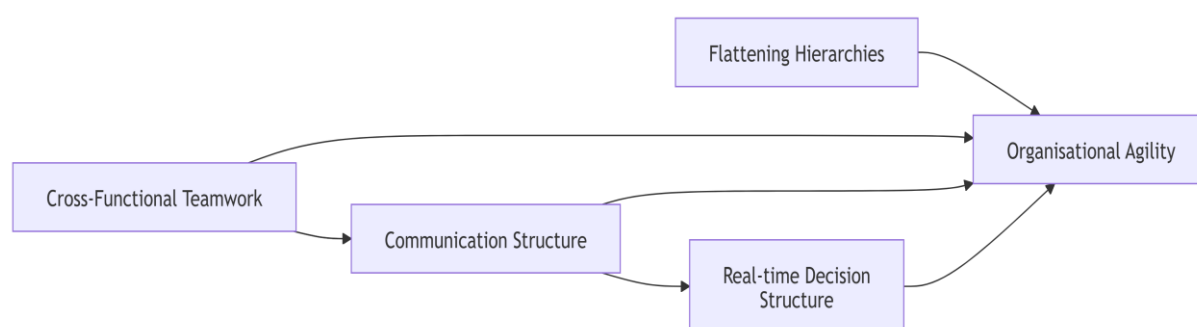 Flattening Hierarchies
Organisational Agility
Cross-Functional Teamwork
Communication Structure
Real-time Decision
Structure